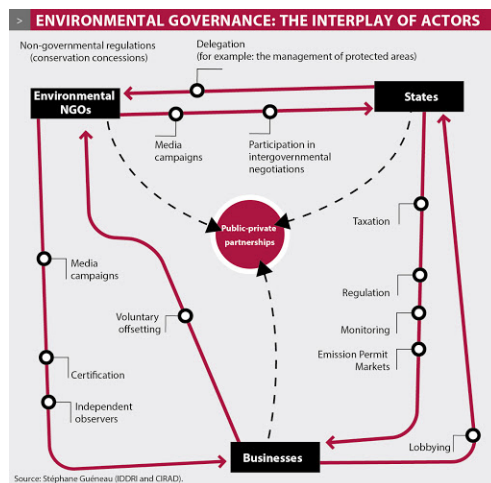 > ENVIRONMENTAL GOVERNANCE: THE INTERPLAY OF ACTORS
Non-governmental regulations
(conservation concessions)
Delegation
(for example: the management of protected areas)
Environmental
NGOs
States
Media
campaigns
Participation in
intergovernmental
negotiations
Public-private
partnerships
Taxation
Media
campaigns
Regulation
Voluntary
offsetting
Monitoring
Emission Permit
Markets
Certification
Independent
observers
Lobbying
Businesses
Source: Stéphane Guéneau (IDDRI and CIRAD).